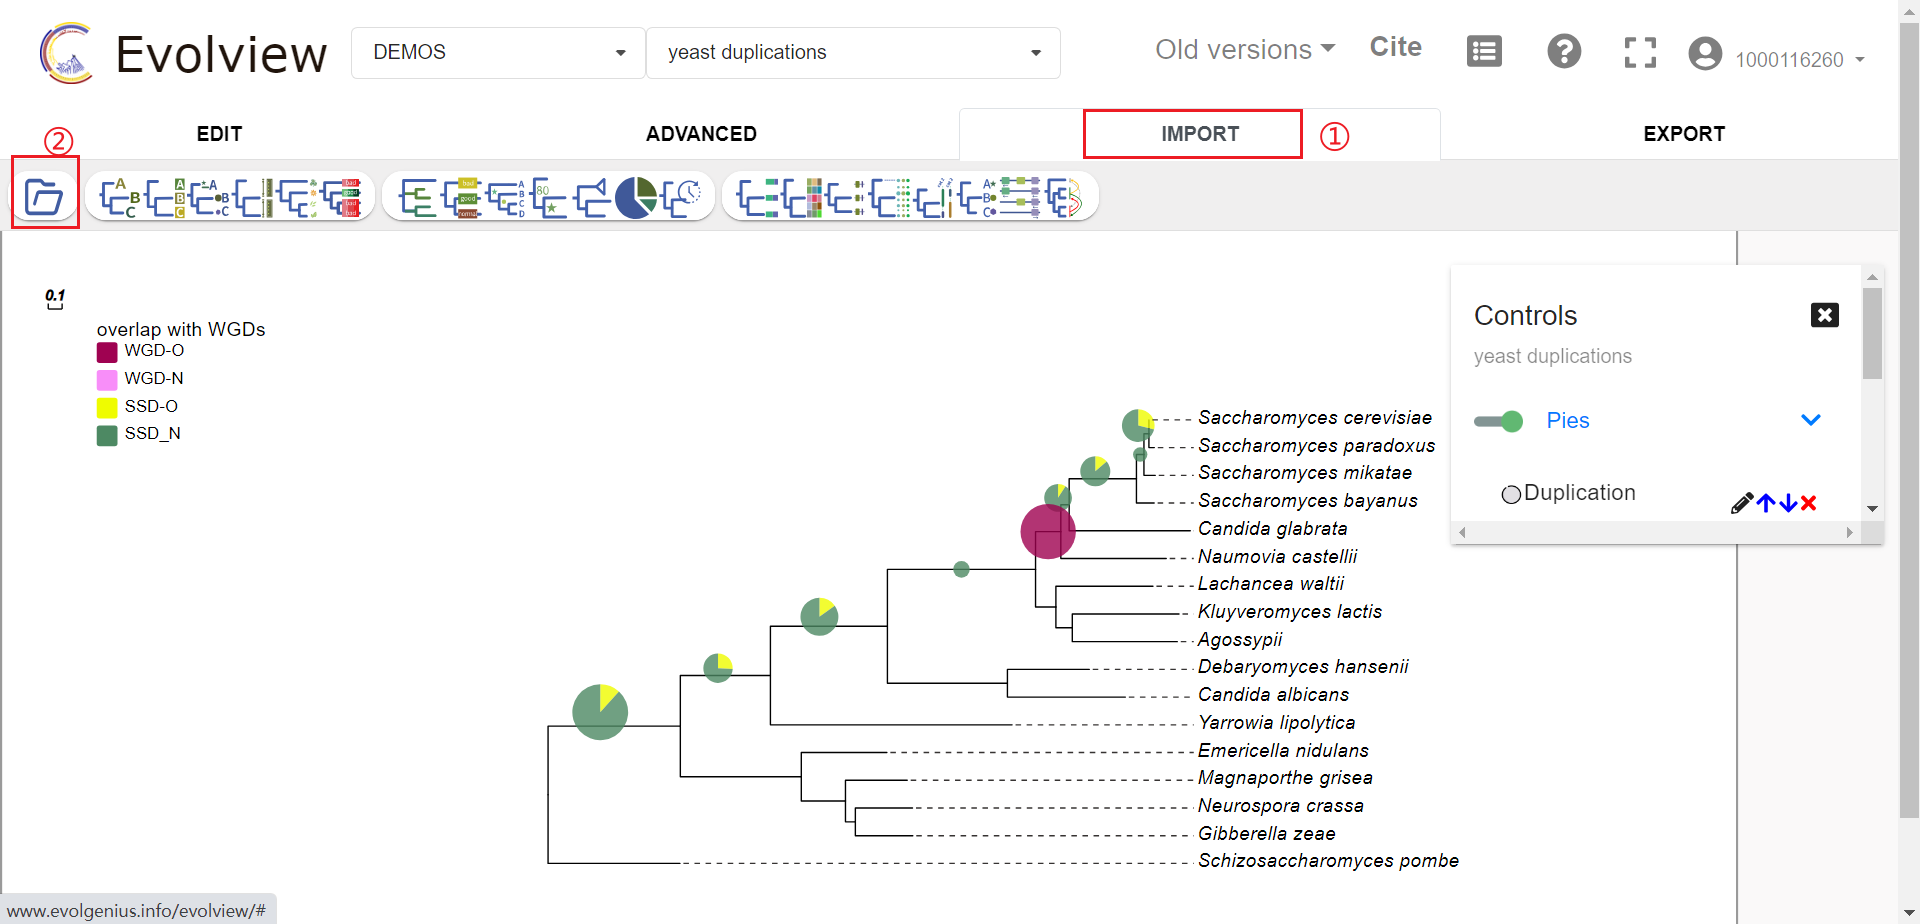 Evolview
DEMOS
yeast duplications
Old versions
Cite
1000116260
EDIT
ADVANCED
IMPORT
①
EXPORT
②
0.1
overlap with WGDs
WGD-O
WGD-N
SSD-O
SSD_N
Controls
yeast duplications
Pies
Duplication
Saccharomyces cerevisiae
Saccharomyces paradoxus
Saccharomyces mikatae
Saccharomyces bayanus
Candida glabrata
Naumovia castellii
Lachancea waltii
Kluyveromyces lactis
Agossypii
Debaryomyces hansenii
Candida albicans
Yarrowia lipolytica
Emericella nidulans
Magnaporthe grisea
Neurospora crassa
Gibberella zeae
Schizosaccharomyces pombe
www.evolgenius.info/evolview/#